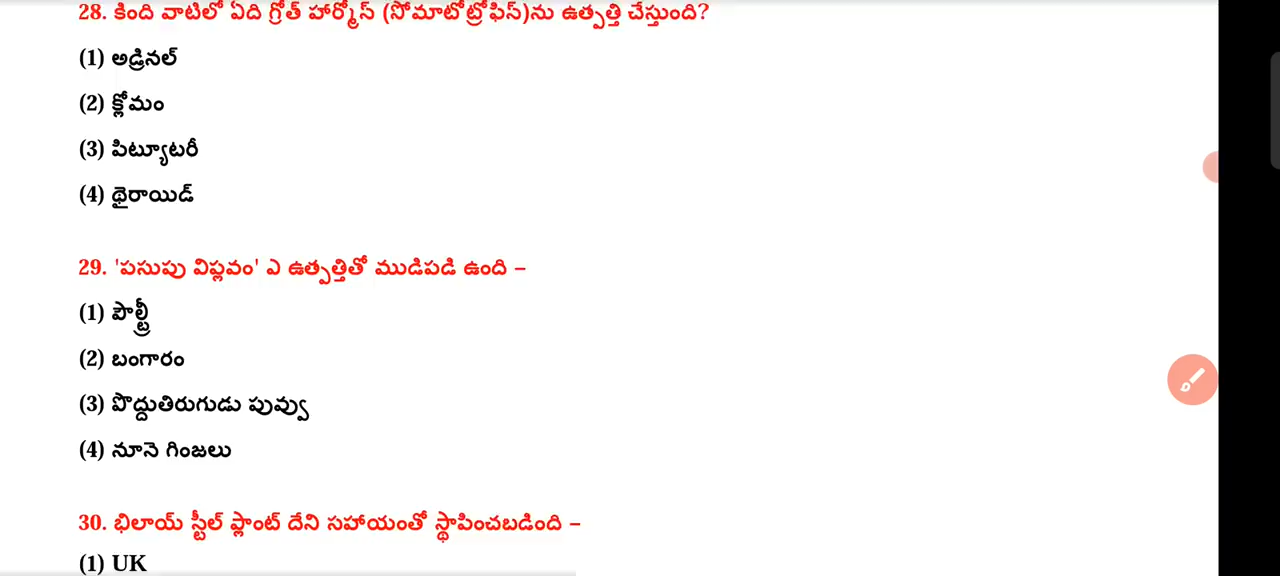 28. కింది వాటిలో ఏది గ్రోత్ హార్మోన్ (సోమాటోట్రోఫిన్)ను ఉత్పత్తి చేస్తుంది?
(1) అడ్రినల్
(2) క్లోమం
(3) పిట్యూటరీ
(4) థైరాయిడ్
29. 'పసుపు విప్లవం' ఎ ఉత్పత్తితో ముడిపడి ఉంది –
(1) పౌల్ట్రీ
(2) బంగారం
(3) పొద్దుతిరుగుడు పువ్వు
(4) నూనె గింజలు
30. భిలాయ్ స్టీల్ ప్లాంట్ దేని సహాయంతో స్థాపించబడింది –
(1) UK